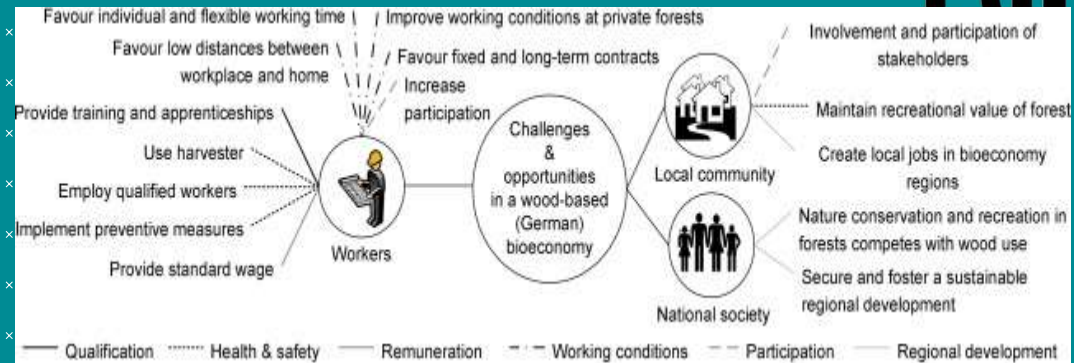 Favour individual and flexible working time
Improve working conditions at private forests
Favour low distances between
workplace and home
Favour fixed and long-term contracts
Increase
participation
Provide training and apprenticeships
Use harvester
Employ qualified workers
Implement preventive measures
Provide standard wage
Workers
Challenges
&
opportunities
in a wood-based
(German)
bioeconomy
Local community
National society
Involvement and participation of
stakeholders
Maintain recreational value of forest
Create local jobs in bioeconomy
regions
Nature conservation and recreation in
forests competes with wood use
Secure and foster a sustainable
regional development
Qualification Health & safety Remuneration Working conditions Participation Regional development